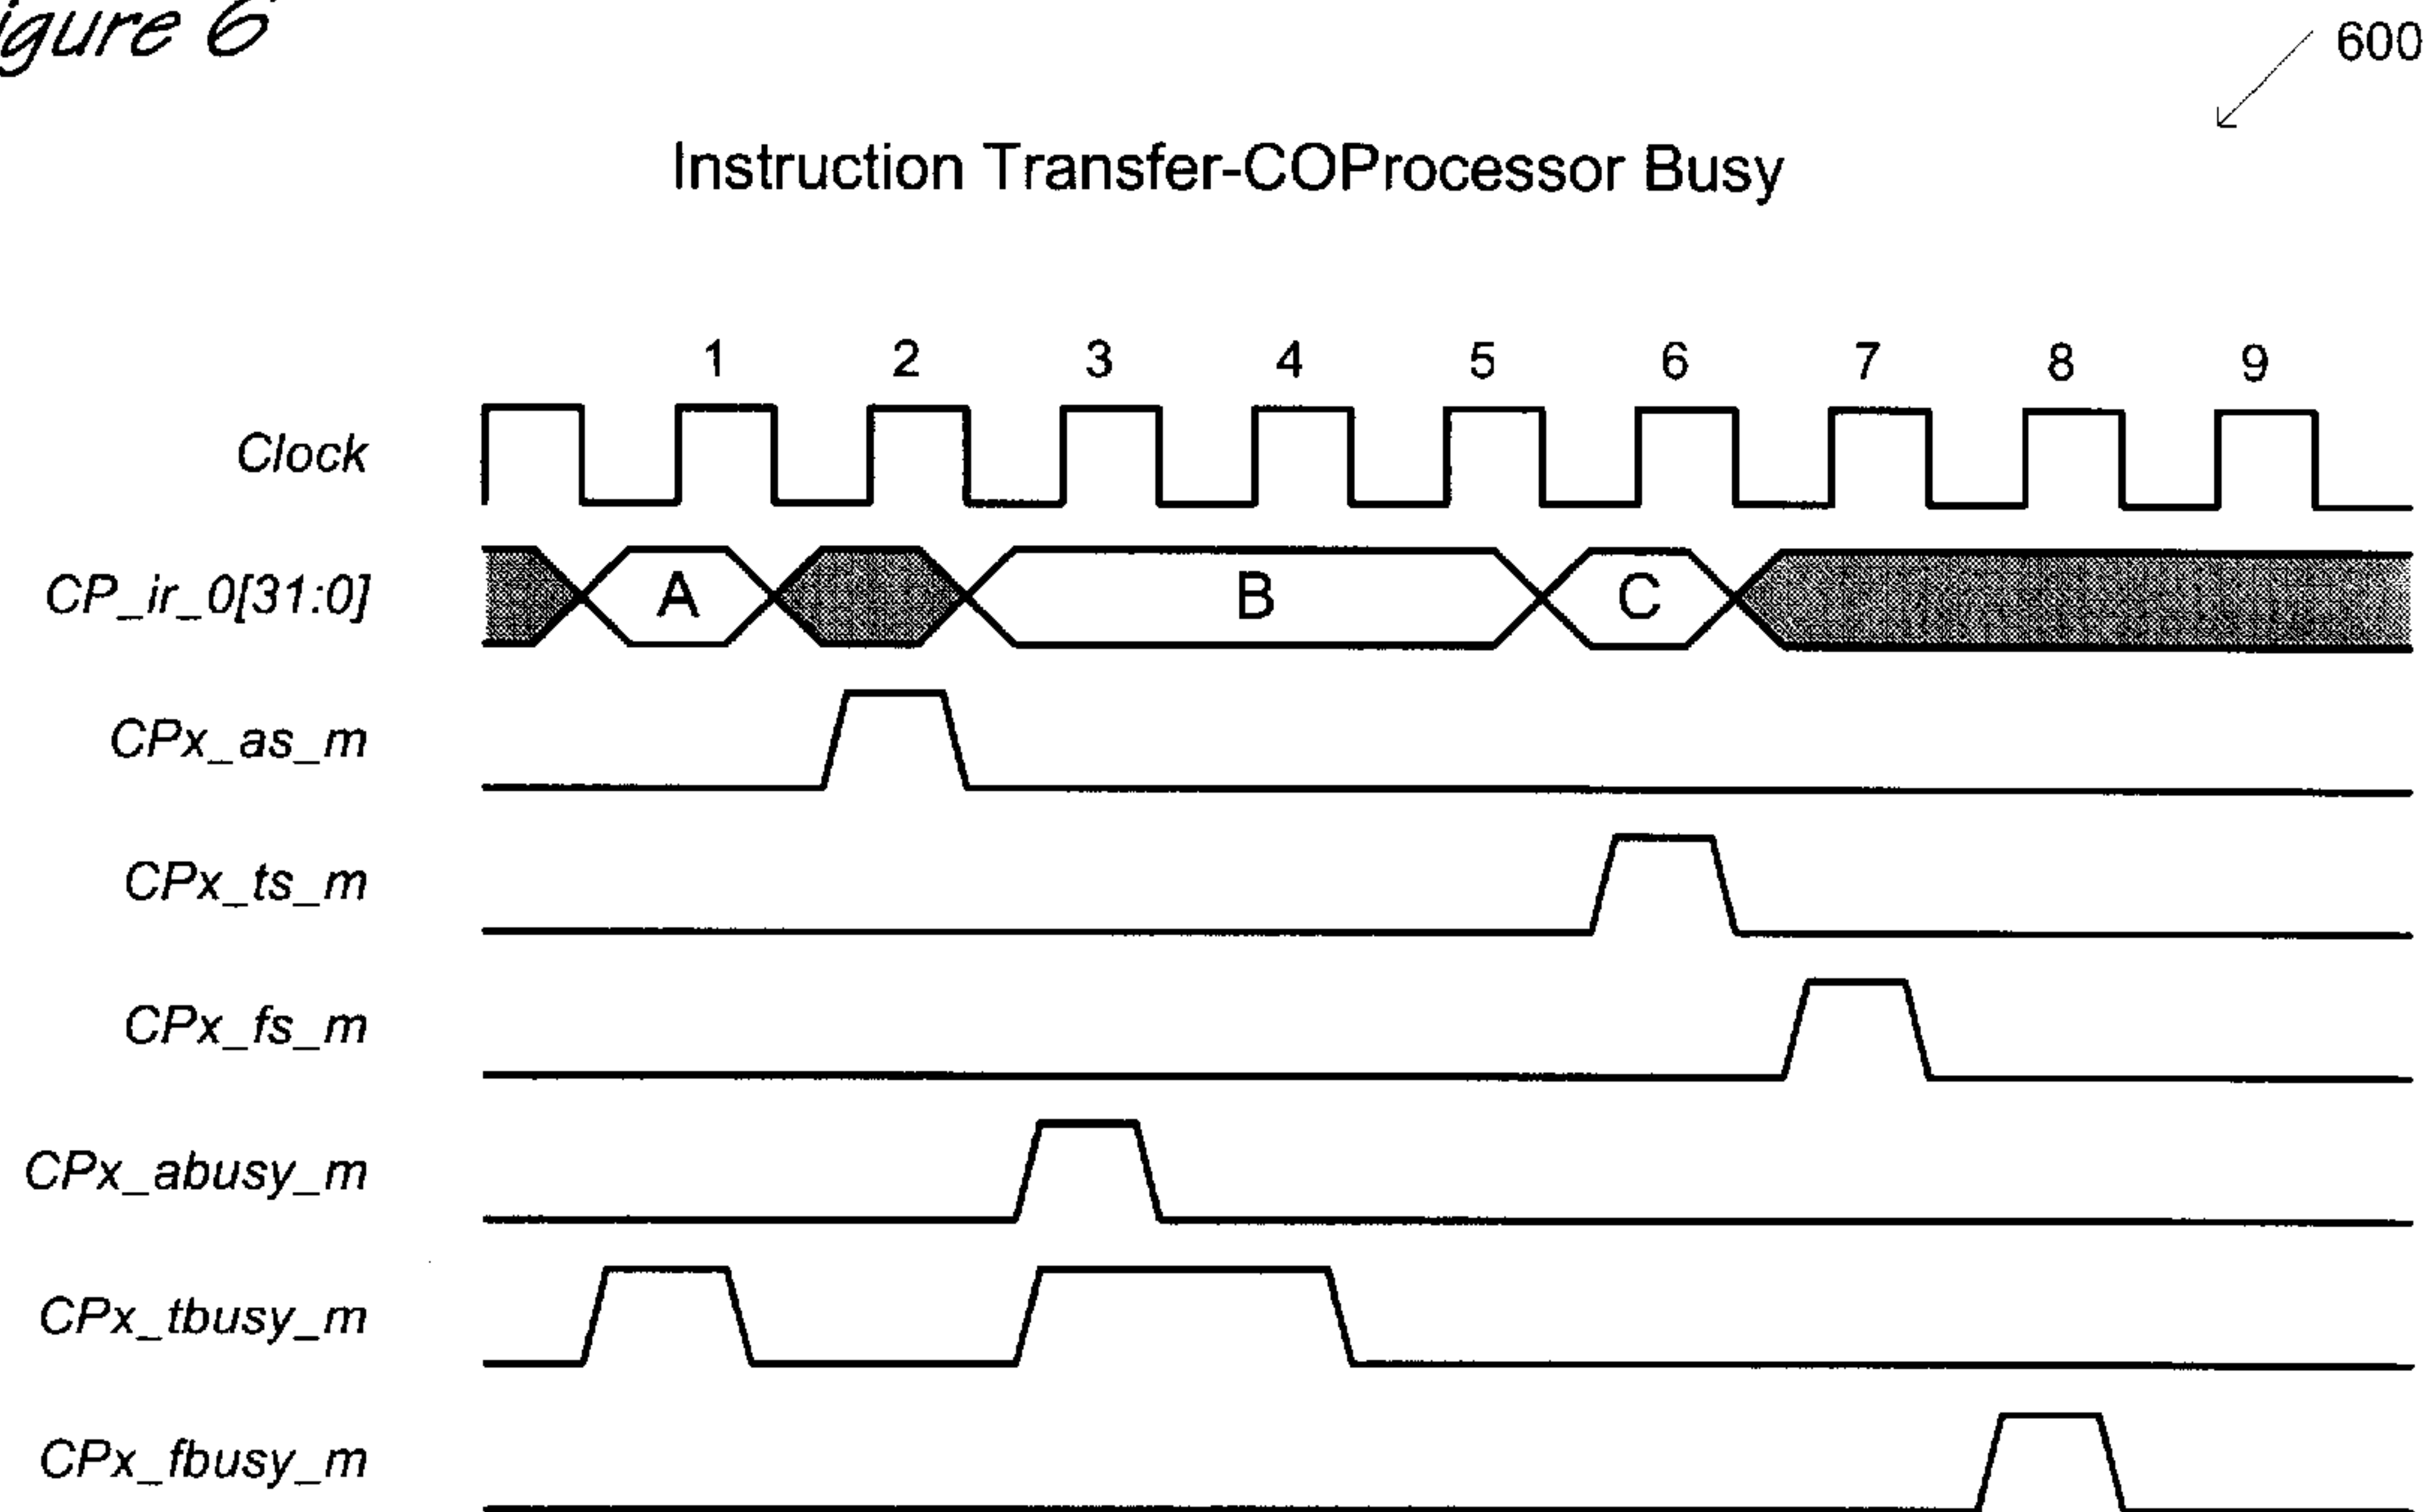 igure 6
600
Instruction Transfer-COProcessor Busy
1 2 3 4 5 6 7 8 9
Clock
CP_ir_0[31:0] A B C
CPx_as_m
CPx_ts_m
CPx_fs_m
CPx_abusy_m
CPx_tbusy_m
CPx_fbusy_m